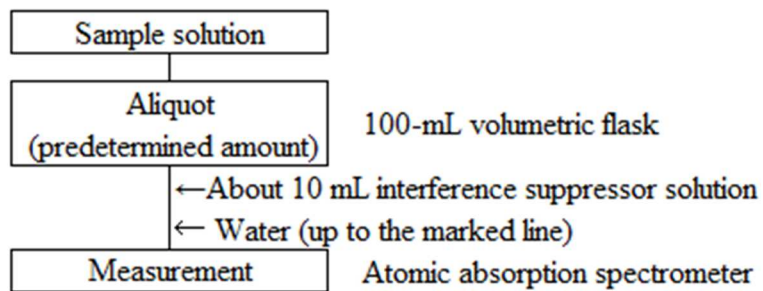 Sample solution
Aliquot
(predetermined amount)
100-mL volumetric flask
←About 10 mL interference suppressor solution
← Water (up to the marked line)
Measurement
Atomic absorption spectrometer